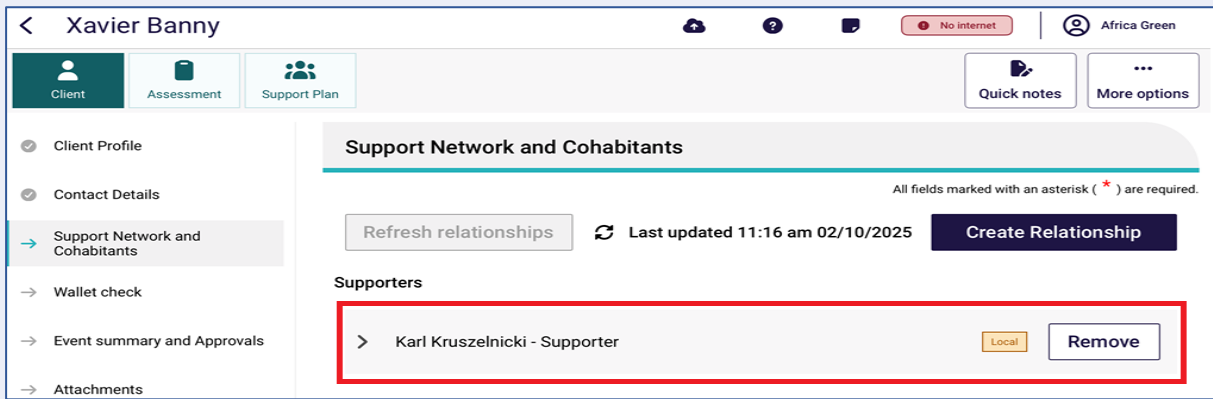 Xavier Banny
No internet
Africa Green
Client
Assessment
Support Plan
Quick notes
More options
Client Profile
Contact Details
Support Network and
Cohabitants
Wallet check
Event summary and Approvals
Attachments
Support Network and Cohabitants
All fields marked with an asterisk ( * ) are required.
Refresh relationships
Last updated 11:16 am 02/10/2025
Create Relationship
Supporters
Karl Kruszelnicki - Supporter
Local
Remove